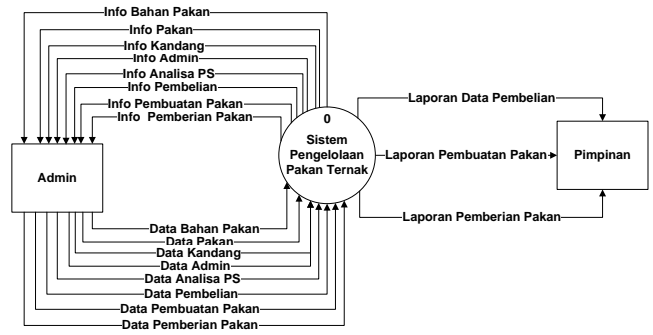 Info Bahan Pakan
Info Pakan
Info Kandang
Info Admin
Info Analisa PS
Info Pembelian
Info Pembuatan Pakan
Info Pemberian Pakan
Admin
0
Sistem
Pengelolaan
Pakan Ternak
Laporan Data Pembelian
Laporan Pembuatan Pakan
Laporan Pemberian Pakan
Pimpinan
Data Bahan Pakan
Data Pakan
Data Kandang
Data Admin
Data Analisa PS
Data Pembelian
Data Pembuatan Pakan
Data Pemberian Pakan